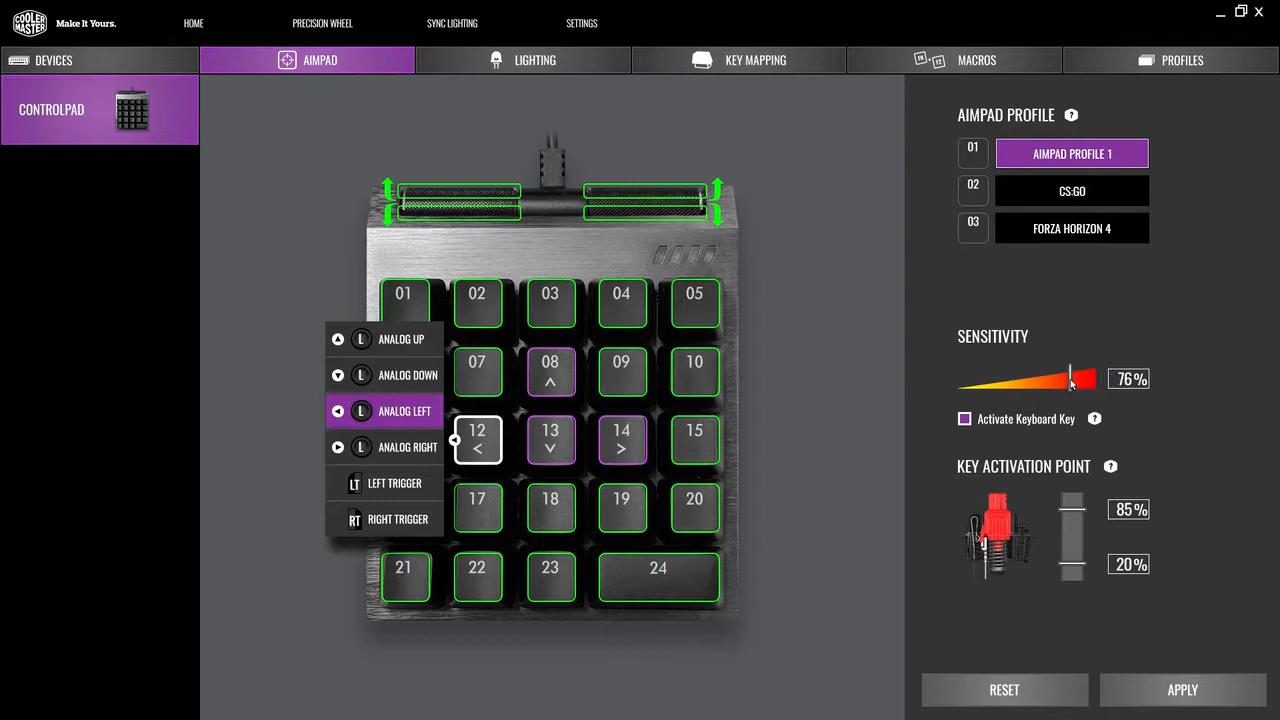 COOLER MASTER Make It Yours.
HOME
PRECISION WHEEL
SYNC LIGHTING
SETTINGS
DEVICES
AIMPAD
LIGHTING
KEY MAPPING
MACROS
PROFILES
CONTROLPAD
01 02 03 04 05
07 08 09 10
12 13 14 15
17 18 19 20
21 22 23 24
L ANALOG UP
L ANALOG DOWN
L ANALOG LEFT
L ANALOG RIGHT
LT LEFT TRIGGER
RT RIGHT TRIGGER
AIMPAD PROFILE ?
01 AIMPAD PROFILE 1
02 CS:GO
03 FORZA HORIZON 4
SENSITIVITY
76%
Activate Keyboard Key ?
KEY ACTIVATION POINT ?
85%
20%
RESET
APPLY